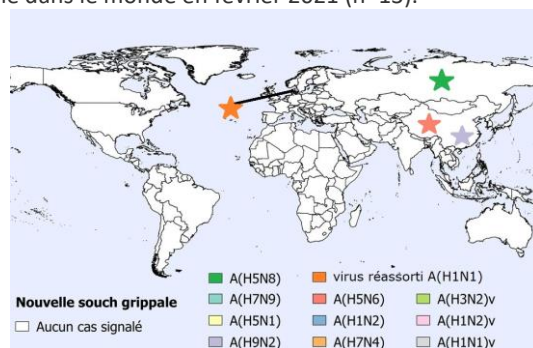 dans le monde en février 2021 (n°15).
A(H5N8)
virus réassorti A(H1N1)
A(H7N9)
A(H5N6)
A(H3N2)v
Nouvelle souch grippale
A(H5N1)
A(H1N2)
A(H1N2)v
Aucun cas signalé
A(H9N2)
A(H7N4)
A(H1N1)v